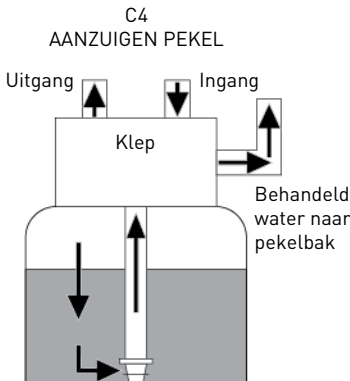 C4
AANZUIGEN PEKEL
Uitgang
Ingang
Klep
Behandeld
water naar
pekelbak